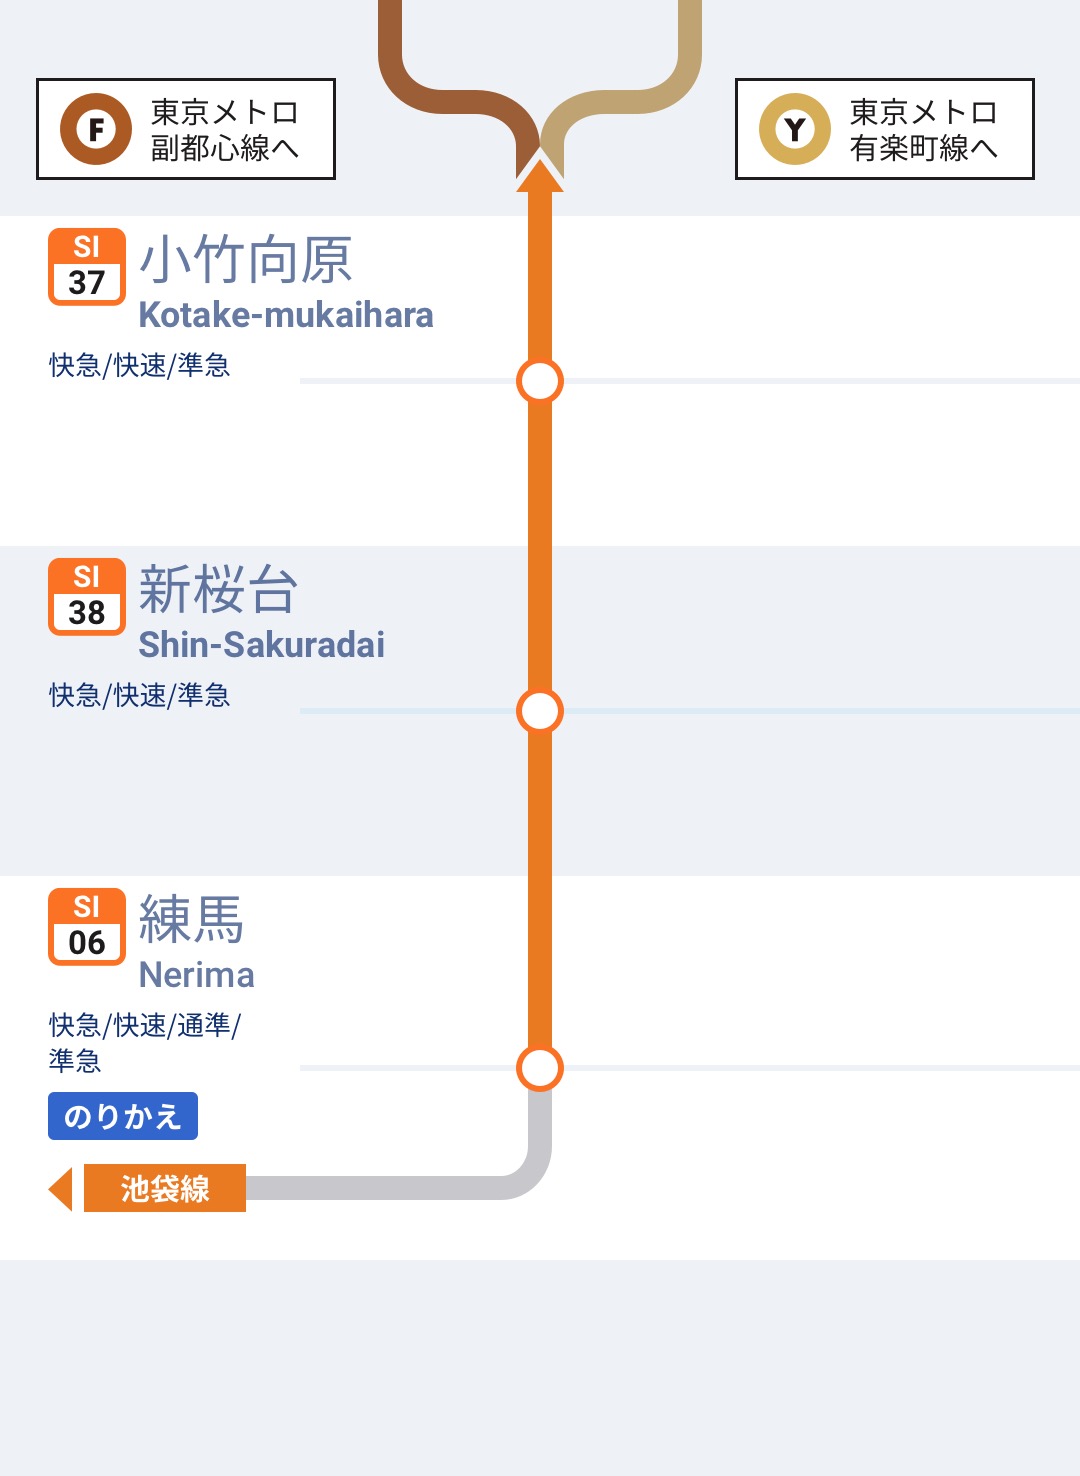 F
東京メトロ
副都心線へ
Y
東京メトロ
有楽町線へ
SI
37
小竹向原
Kotake-mukaihara
快急/快速/準急
SI
38
新桜台
Shin-Sakuradai
快急/快速/準急
SI
06
練馬
Nerima
快急/快速/通準/
準急
のりかえ
池袋線